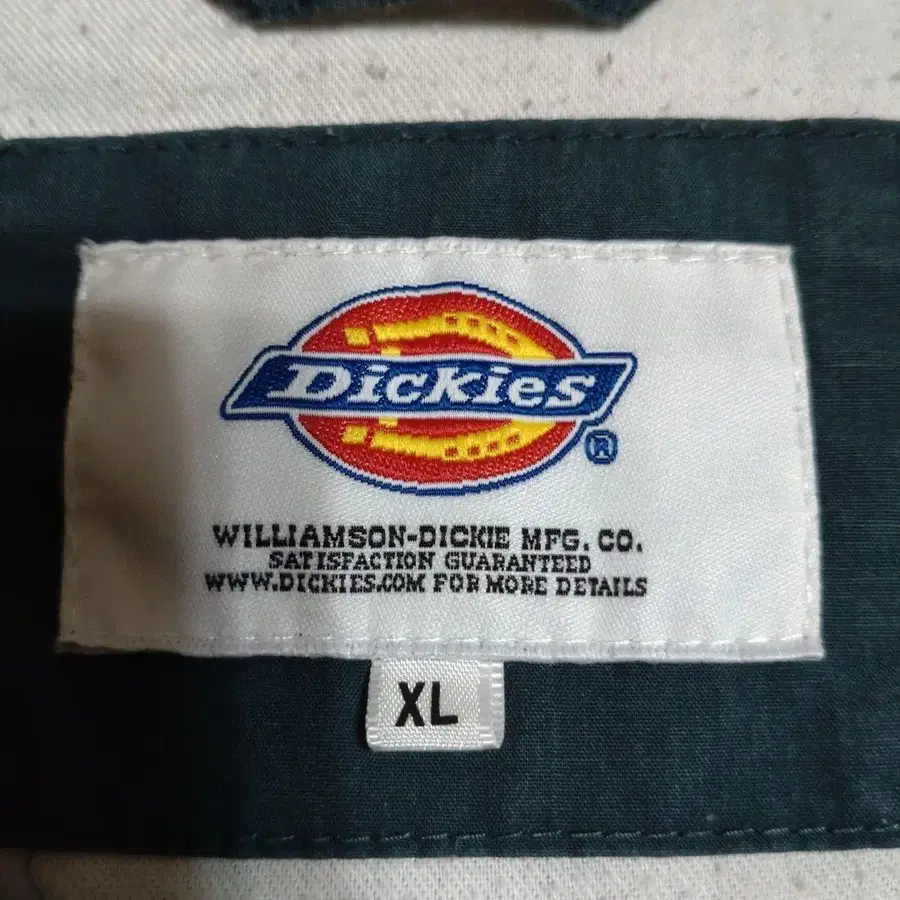 Dickies
®
WILLIAMSON-DICKIE MFG. CO.
SATISFACTION GUARANTEED
WWW.DICKIES.COM FOR MORE DETAILS
XL